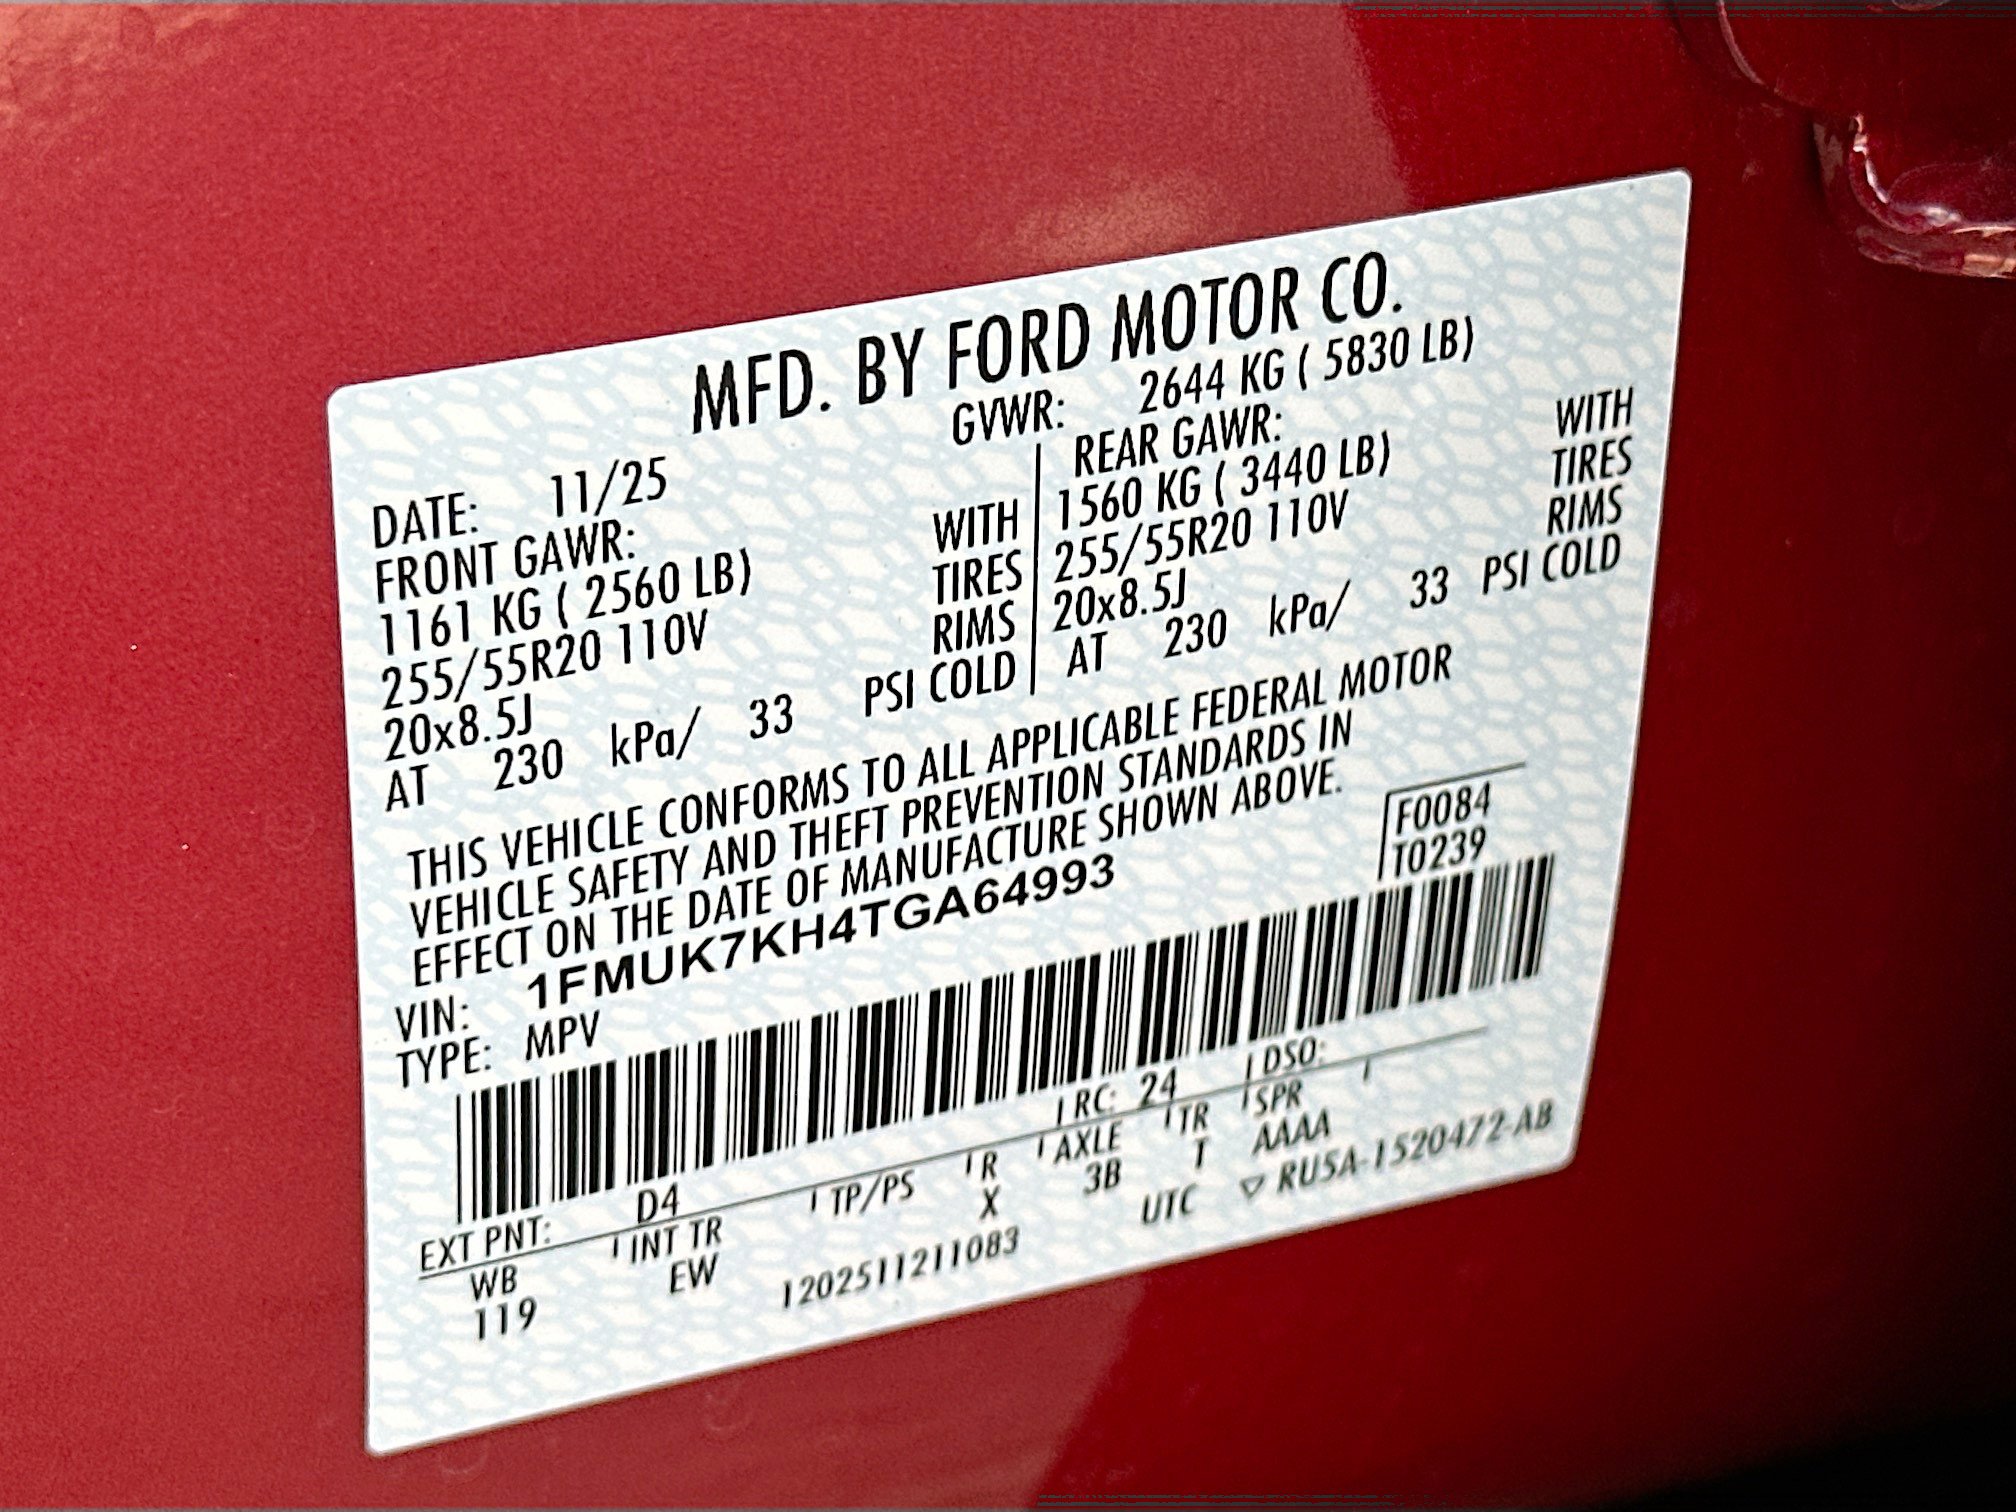 MFD. BY FORD MOTOR CO.
DATE: 11/25 GVWR: 2644 KG ( 5830 LB)
FRONT GAWR: REAR GAWR:
1161 KG ( 2560 LB) WITH 1560 KG ( 3440 LB) WITH
255/55R20 110V TIRES 255/55R20 110V TIRES
20x8.5J RIMS 20x8.5J RIMS
AT 230 kPa/ 33 PSI COLD AT 230 kPa/ 33 PSI COLD
THIS VEHICLE CONFORMS TO ALL APPLICABLE FEDERAL MOTOR
VEHICLE SAFETY AND THEFT PREVENTION STANDARDS IN
EFFECT ON THE DATE OF MANUFACTURE SHOWN ABOVE.
F0084
T0239
VIN: 1FMUK7KH4TGA64993
TYPE: MPV
EXT PNT: D4 RC: 24 DSO:
WB INT TR TP/PS R AXLE TR SPR
119 EW X 3B T AAAA
1202511211083 UTC ▽ RU5A-1520472-AB